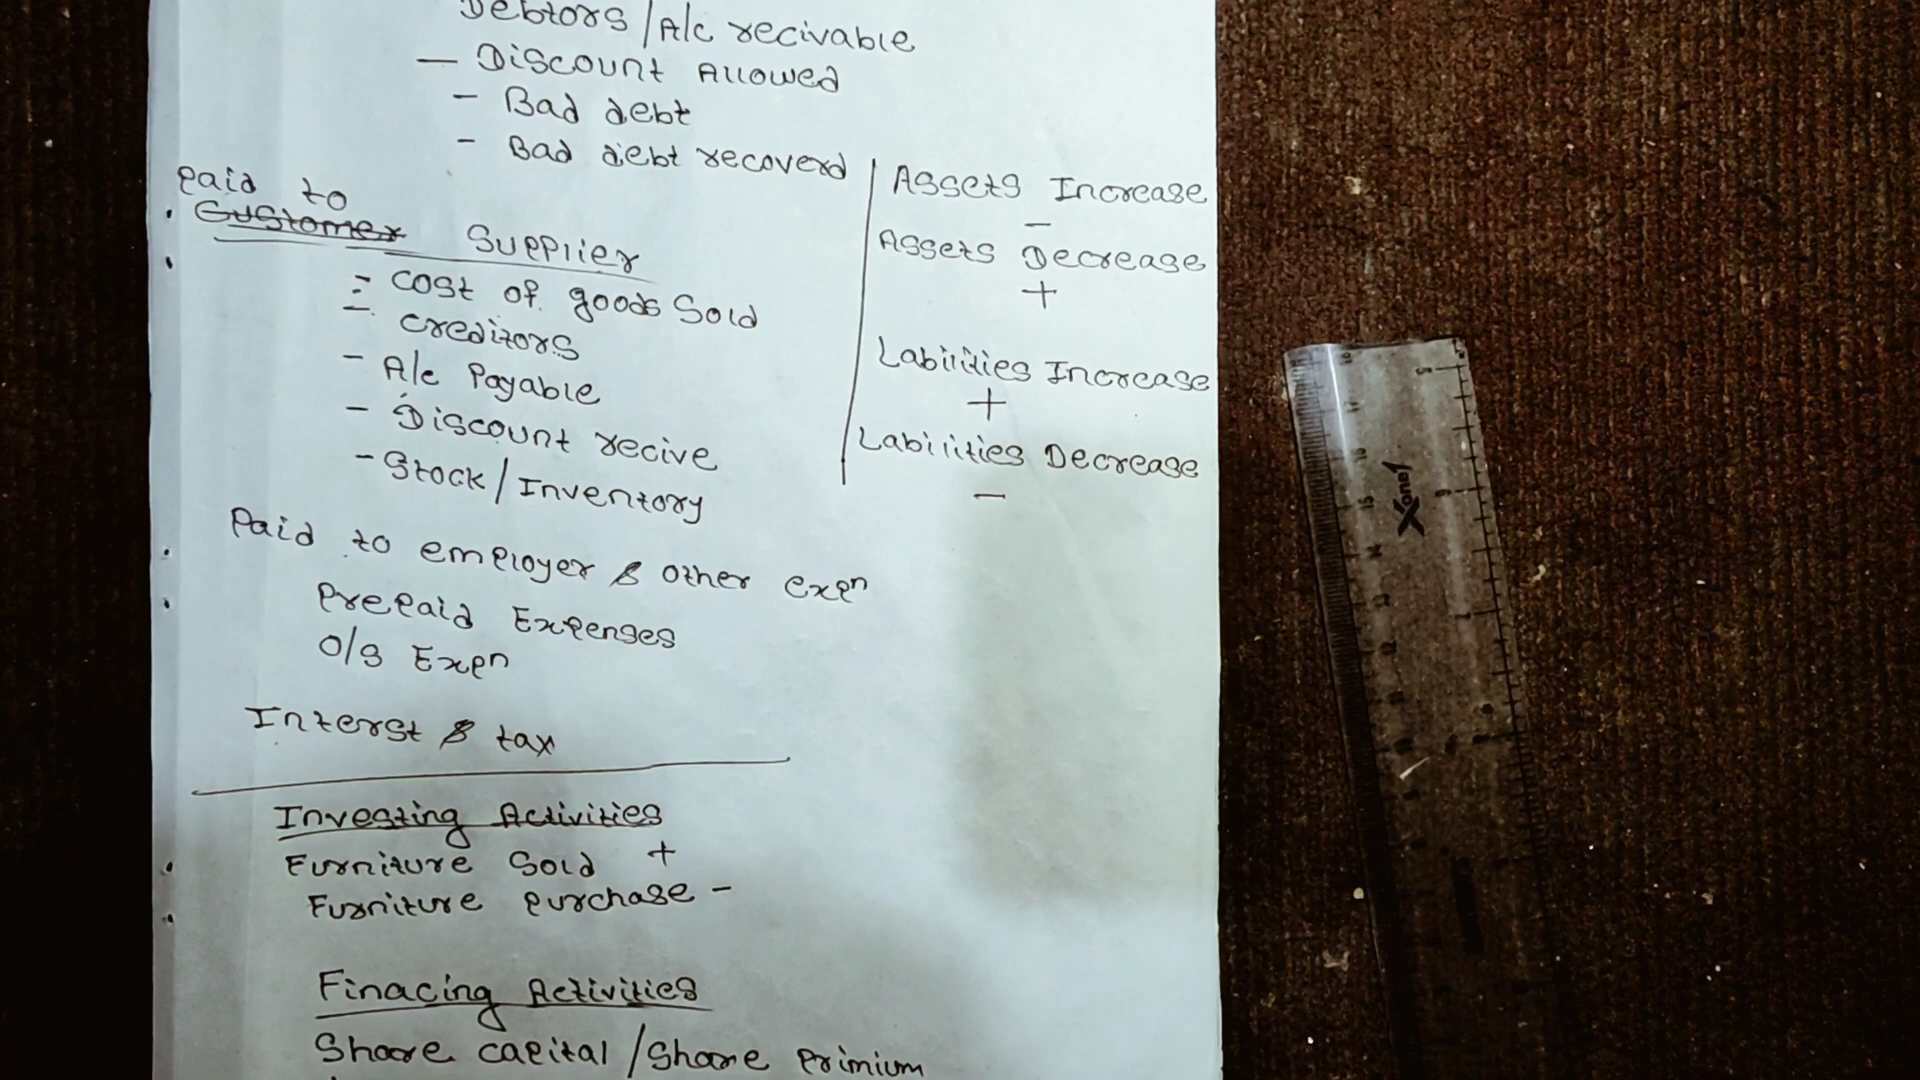 Debtors/A/c recivable
- Discount Allowed
- Bad debt
- Bad debt recoverd
Paid to
Customer Supplier
- Cost of goods Sold
- Creditors
- A/c Payable
- Discount recive
- Stock/Inventory
Assets Increase
-
Assets Decrease
+
Labilities Increase
+
Labilities Decrease
-
Paid to employer & other expn
Prepaid Expenses
O/S Expn
Interst & tax
Investing Activities
Furniture Sold +
Furniture purchase -
Finacing Activities
Share capital/Share Primium
Xone1